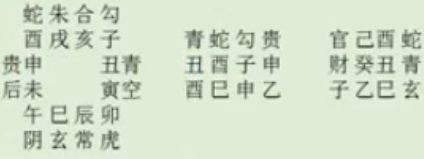 蛇朱合勾
酉戌亥子 青蛇勾贵 官己酉蛇
贵申 丑青 丑酉子申 财癸丑青
后未 寅空 酉巳申乙 子乙巳玄
午巳辰卯
阴玄常虎